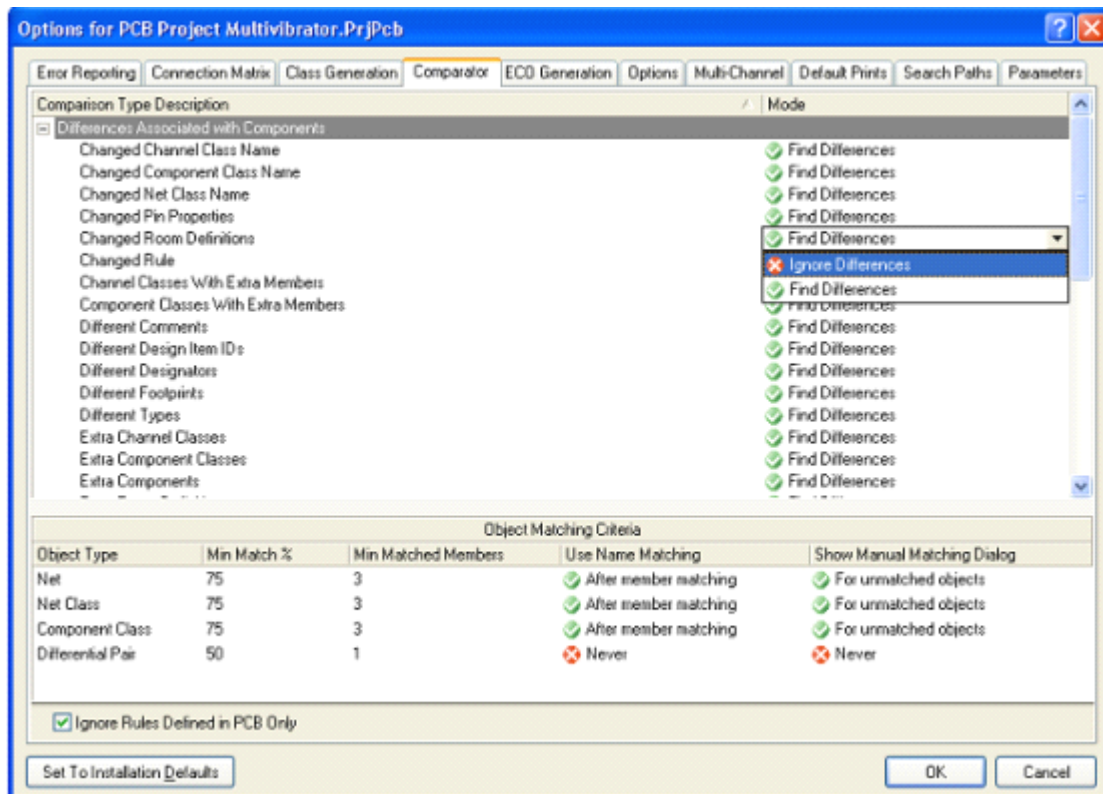 Options for PCB Project Multivibrator.PrjPcb
Error Reporting Connection Matrix Class Generation Comparator ECO Generation Options Multi-Channel Default Prints Search Paths Parameters
Comparison Type Description Mode
Differences Associated with Components
Changed Channel Class Name Find Differences
Changed Component Class Name Find Differences
Changed Net Class Name Find Differences
Changed Pin Properties Find Differences
Changed Room Definitions Find Differences
Changed Rule Ignore Differences
Channel Classes With Extra Members Find Differences
Component Classes With Extra Members Find Differences
Different Comments Find Differences
Different Design Item IDs Find Differences
Different Designators Find Differences
Different Footprints Find Differences
Different Types Find Differences
Extra Channel Classes Find Differences
Extra Component Classes Find Differences
Extra Components Find Differences
Object Matching Criteria
Object Type Min Match % Min Matched Members Use Name Matching Show Manual Matching Dialog
Net 75 3 After member matching For unmatched objects
Net Class 75 3 After member matching For unmatched objects
Component Class 75 3 After member matching For unmatched objects
Differential Pair 50 1 Never Never
Ignore Rules Defined in PCB Only
Set To Installation Defaults OK Cancel